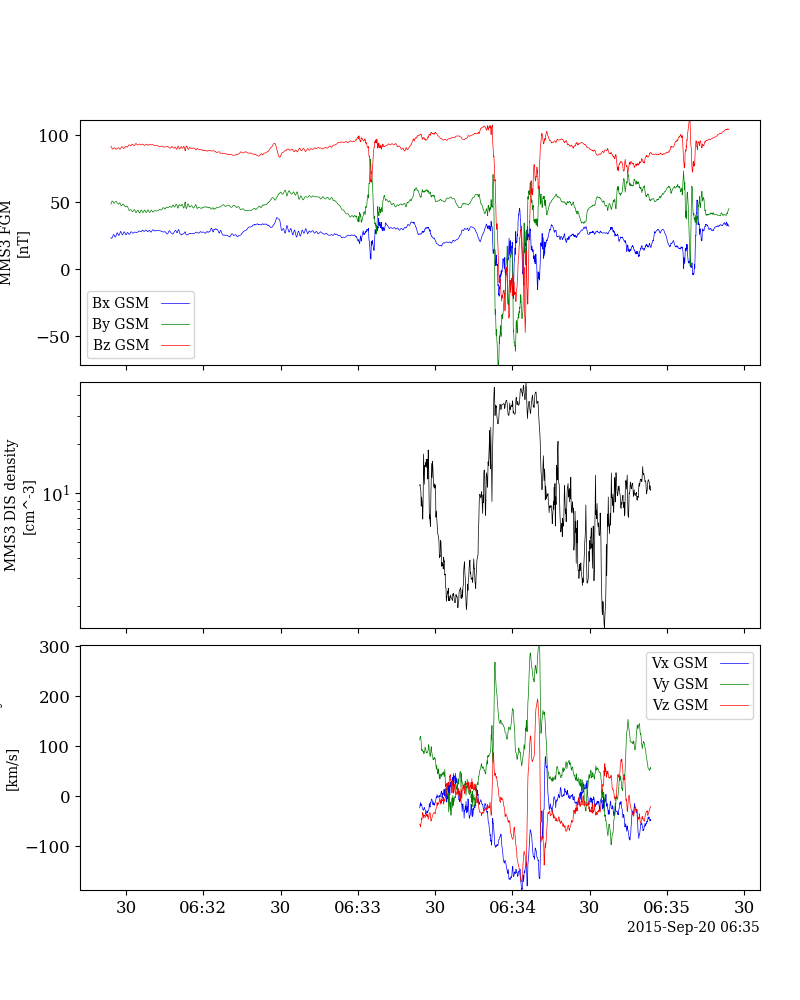 100
50
0
−50
MMS3 FGM
[nT]
Bx GSM
By GSM
Bz GSM
10^1
MMS3 DIS density
[cm^-3]
300
200
100
0
−100
[km/s]
Vx GSM
Vy GSM
Vz GSM
30 06:32 30 06:33 30 06:34 30 06:35 30
2015-Sep-20 06:35